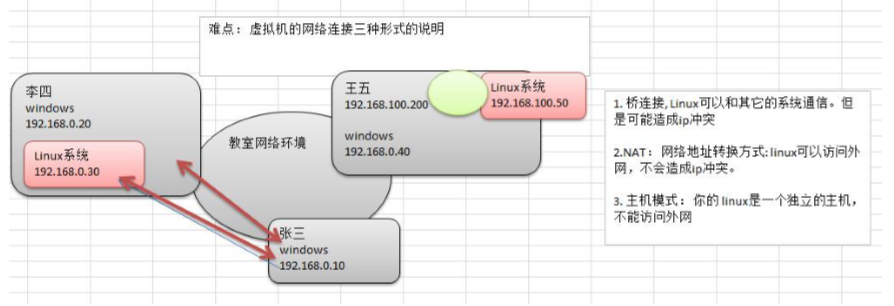 难点：虚拟机的网络连接三种形式的说明
李四
windows
192.168.0.20
Linux系统
192.168.0.30
教室网络环境
王五
192.168.100.200
windows
192.168.0.40
Linux系统
192.168.100.50
张三
windows
192.168.0.10
1. 桥连接,Linux可以和其它的系统通信。但
是可能造成ip冲突
2.NAT：网络地址转换方式:linux可以访问外
网，不会造成ip冲突。
3. 主机模式：你的 linux是一个独立的主机，
不能访问外网